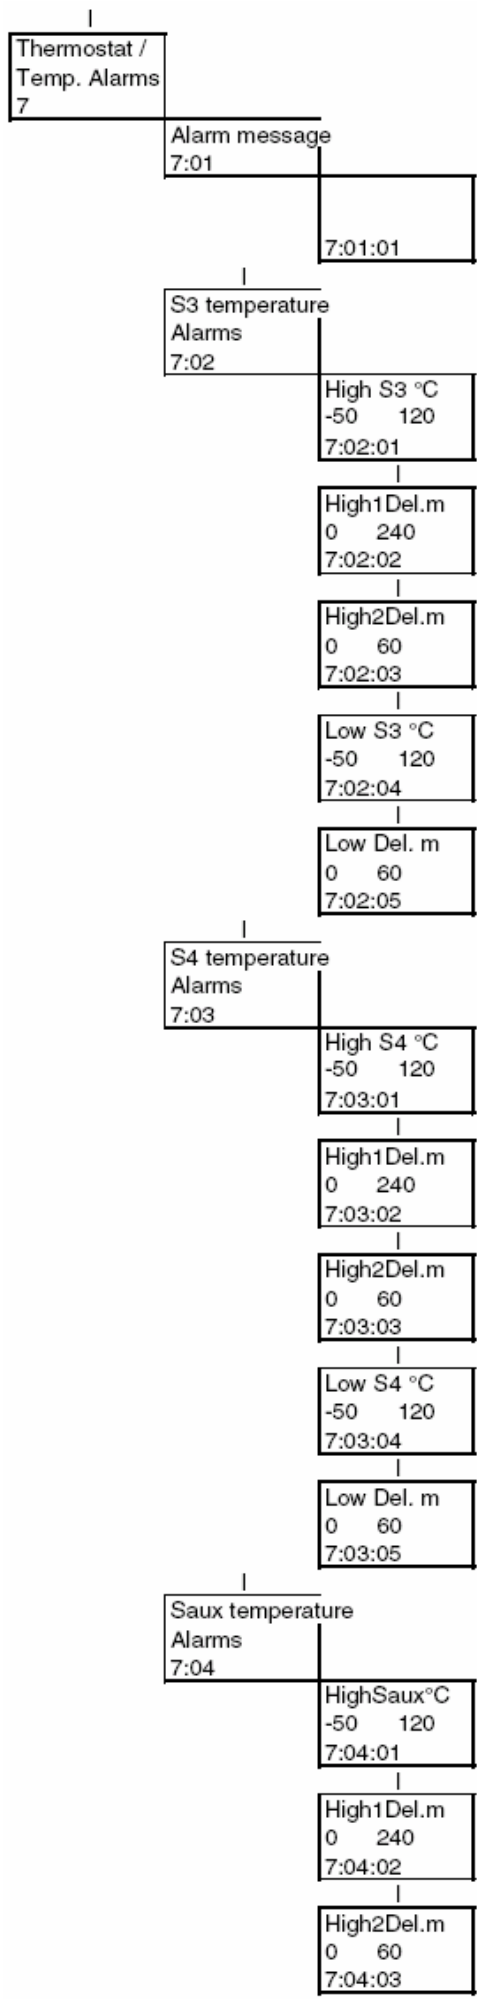 Thermostat /
Temp. Alarms
7
Alarm message
7:01
7:01:01
S3 temperature
Alarms
7:02
High S3 °C
-50 120
7:02:01
High1Del.m
0 240
7:02:02
High2Del.m
0 60
7:02:03
Low S3 °C
-50 120
7:02:04
Low Del. m
0 60
7:02:05
S4 temperature
Alarms
7:03
High S4 °C
-50 120
7:03:01
High1Del.m
0 240
7:03:02
High2Del.m
0 60
7:03:03
Low S4 °C
-50 120
7:03:04
Low Del. m
0 60
7:03:05
Saux temperature
Alarms
7:04
HighSaux°C
-50 120
7:04:01
High1Del.m
0 240
7:04:02
High2Del.m
0 60
7:04:03